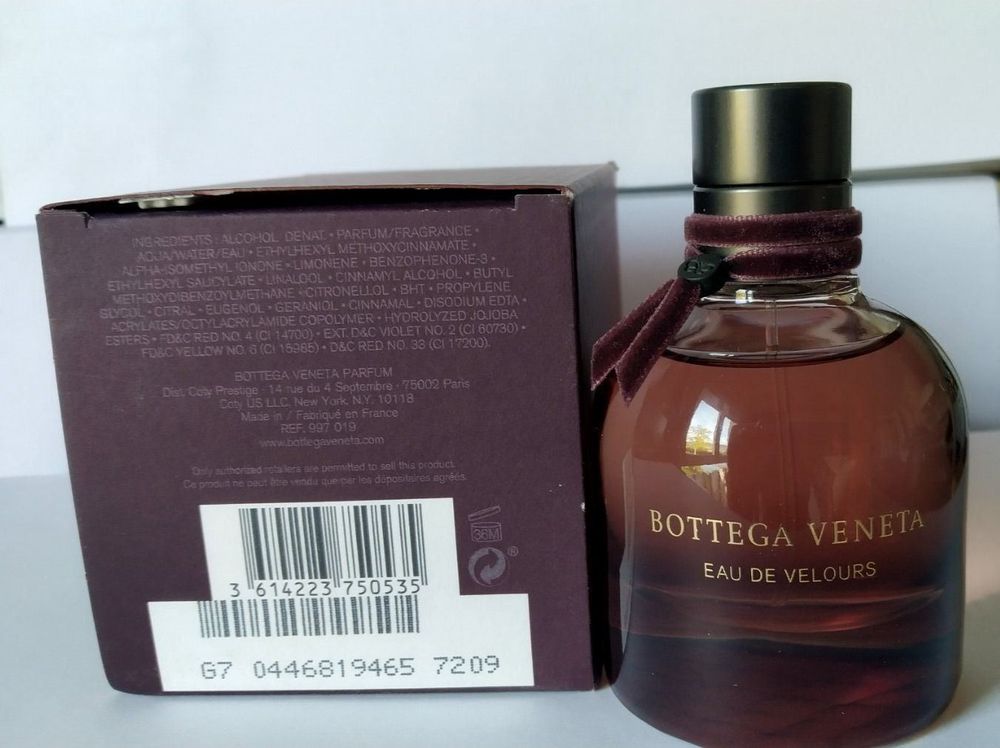 INGREDIENTS : ALCOHOL DENAT. • PARFUM/FRAGRANCE •
AQUA/WATER/EAU • ETHYLHEXYL METHOXYCINNAMATE •
ALPHA-ISOMETHYL IONONE • LIMONENE • BENZOPHENONE-3 •
ETHYLHEXYL SALICYLATE • LINALOOL • CINNAMYL ALCOHOL • BUTYL
METHOXYDIBENZOYLMETHANE • CITRONELLOL • BHT • PROPYLENE
GLYCOL • CITRAL • EUGENOL • GERANIOL • CINNAMAL • DISODIUM EDTA •
ACRYLATES/OCTYLACRYLAMIDE COPOLYMER • HYDROLYZED JOJOBA
ESTERS • FD&C RED NO. 4 (CI 14700) • EXT. D&C VIOLET NO. 2 (CI 60730) •
FD&C YELLOW NO. 6 (CI 15985) • D&C RED NO. 33 (CI 17200).
BOTTEGA VENETA PARFUM
Dist. Coty Prestige · 14 rue du 4 Septembre · 75002 Paris
Coty US LLC. New York. N.Y. 10118
Made in / Fabriqué en France
REF. 997 019
www.bottegaveneta.com
Only authorized retailers are permitted to sell this product.
Ce produit ne peut être vendu que par les dépositaires agréés.
36M
®
3 614223 750535
G7 0446819465 7209
BOTTEGA VENETA
EAU DE VELOURS